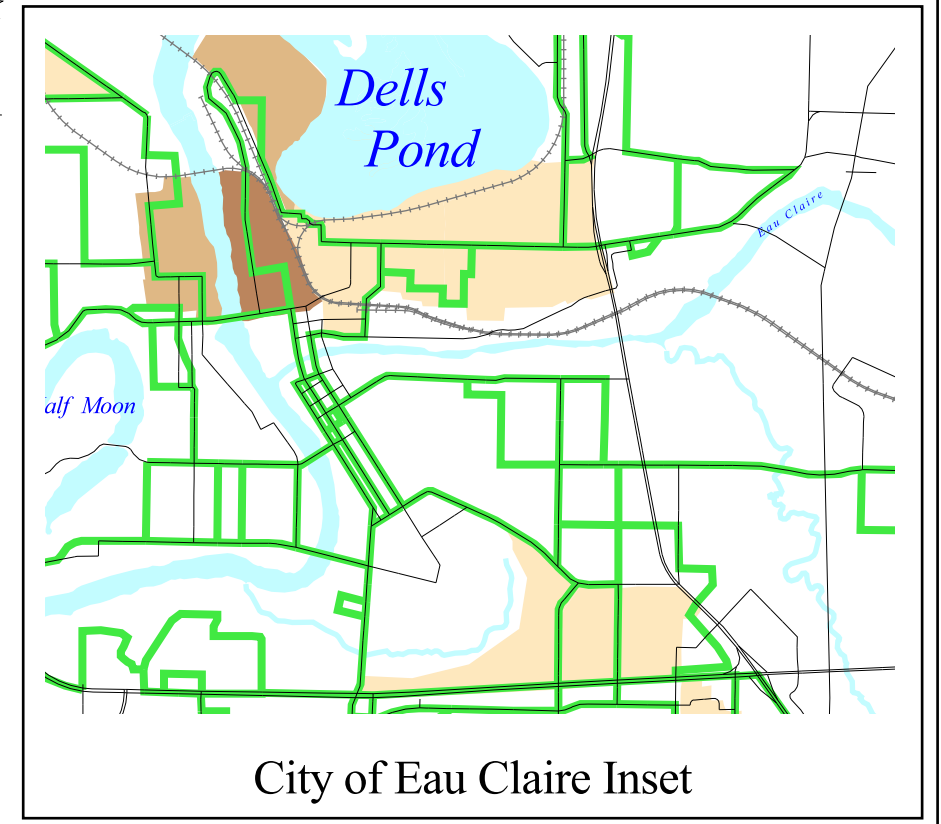 Dells
Pond
Eau Claire
alf Moon
City of Eau Claire Inset